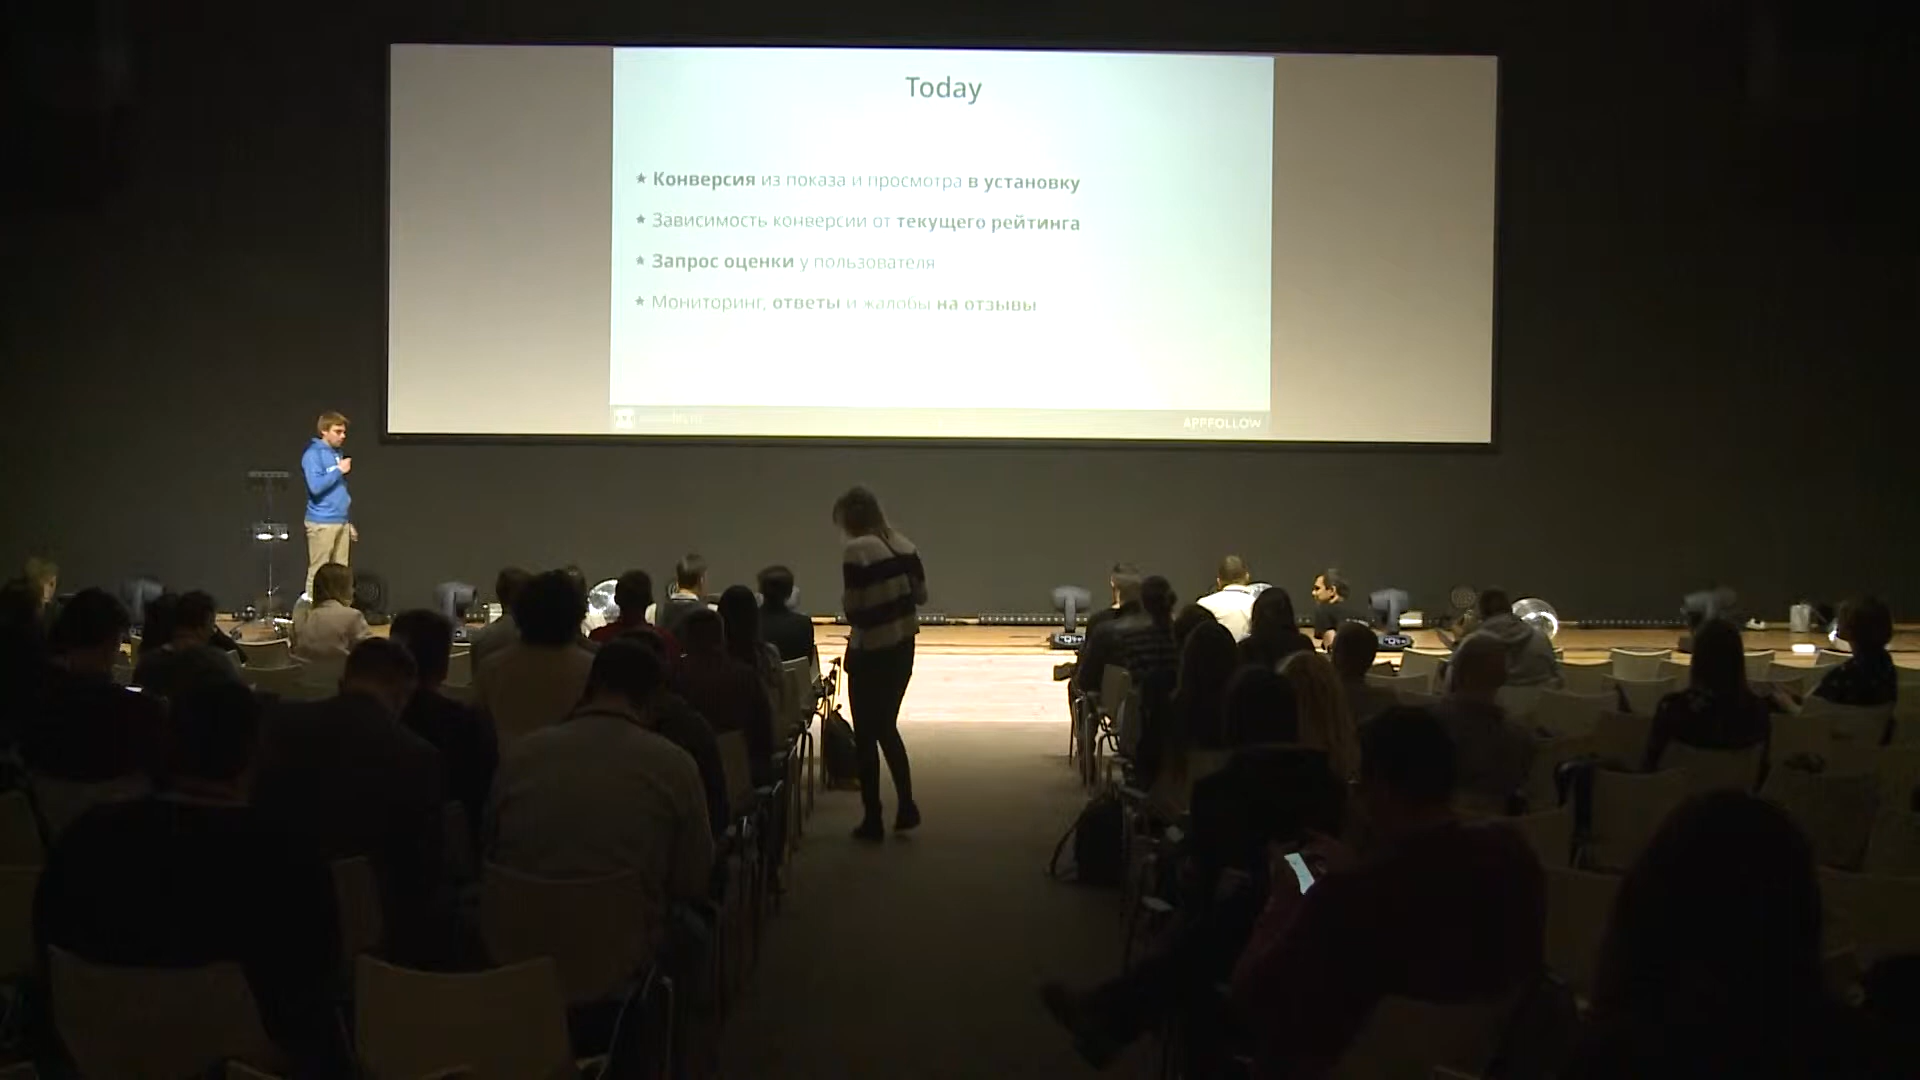 Today
★ Конверсия из показа и просмотра в установку
★ Зависимость конверсии от текущего рейтинга
★ Запрос оценки у пользователя
★ Мониторинг, ответы и жалобы на отзывы
APPFOLLOW